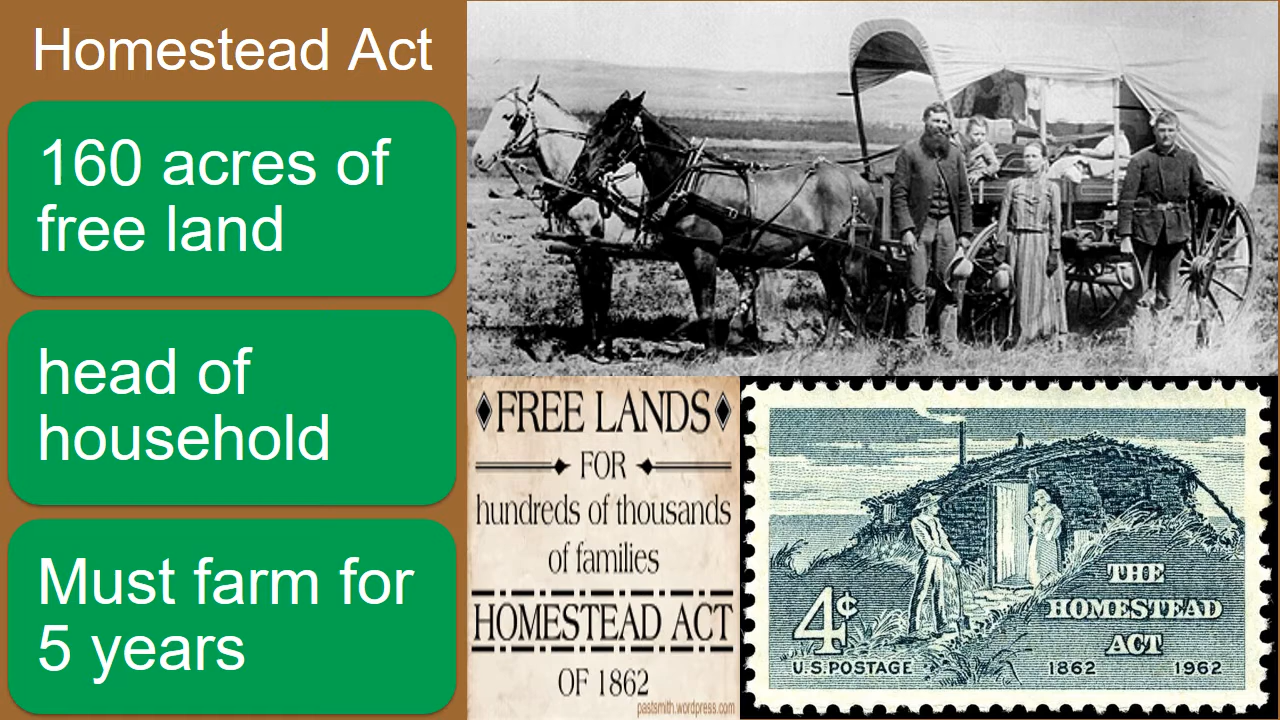 Homestead Act
160 acres of
free land
head of
household
Must farm for
5 years
FREE LANDS
FOR
hundreds of thousands
of families
HOMESTEAD ACT
OF 1862
pastsmith.wordpress.com
THE
HOMESTEAD
ACT
4¢
U.S. POSTAGE
1862 1962